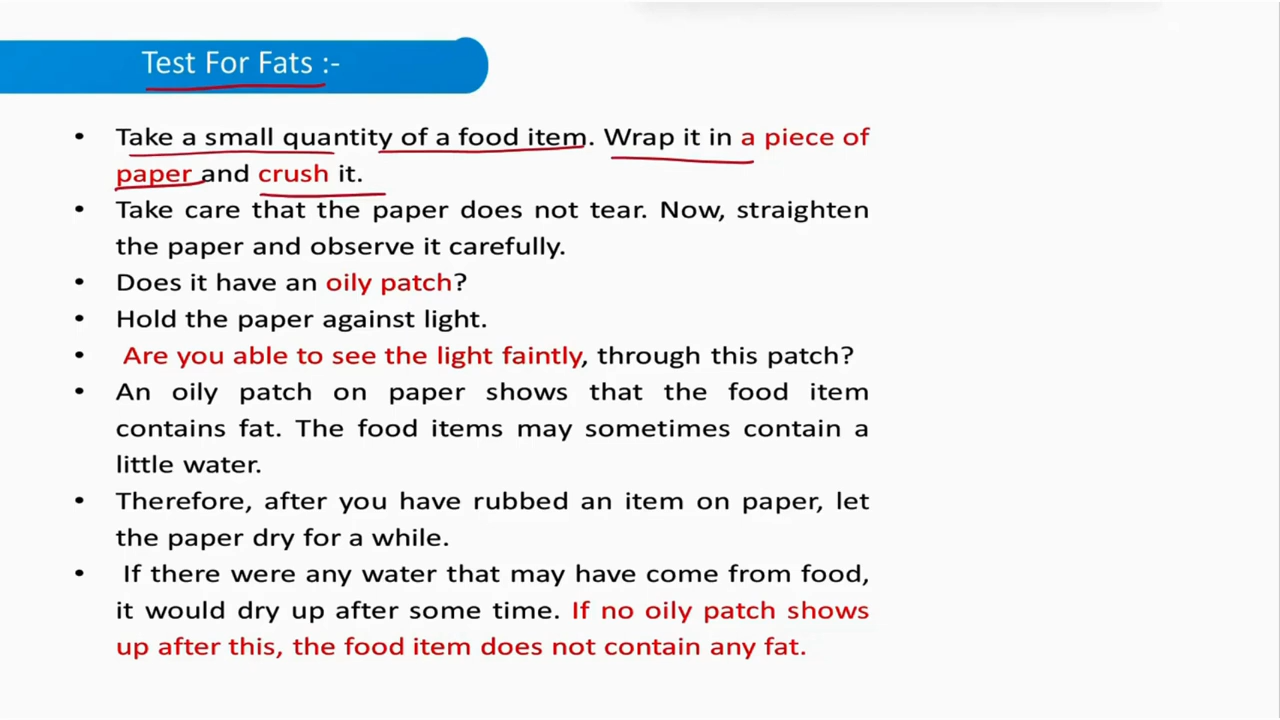 Test For Fats :-
• Take a small quantity of a food item. Wrap it in a piece of
paper and crush it.
• Take care that the paper does not tear. Now, straighten
the paper and observe it carefully.
• Does it have an oily patch?
• Hold the paper against light.
• Are you able to see the light faintly, through this patch?
• An oily patch on paper shows that the food item
contains fat. The food items may sometimes contain a
little water.
• Therefore, after you have rubbed an item on paper, let
the paper dry for a while.
• If there were any water that may have come from food,
it would dry up after some time. If no oily patch shows
up after this, the food item does not contain any fat.